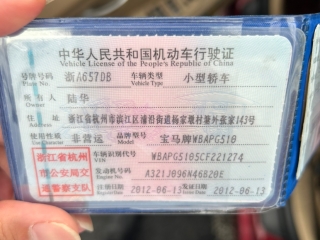 中华人民共和国机动车行驶证
Vehicle License of the People's Republic of China
号牌号码 浙A657DB 车辆类型 小型轿车
Plate No. Vehicle Type
所有人 陆华
Owner
住址 浙江省杭州市滨江区浦沿街道杨家墩村蒙外张家143号
Address
使用性质 非营运 品牌型号 宝马牌WBAPG510
Use Character Model
浙江省杭州 车辆识别代号 WBAPG5105CF221274
VIN
市公安局交 发动机号码 A321J096N46B20E
Engine No.
通警察支队 注册日期 2012-06-13 发证日期 2012-06-13
Register Date Issue Date